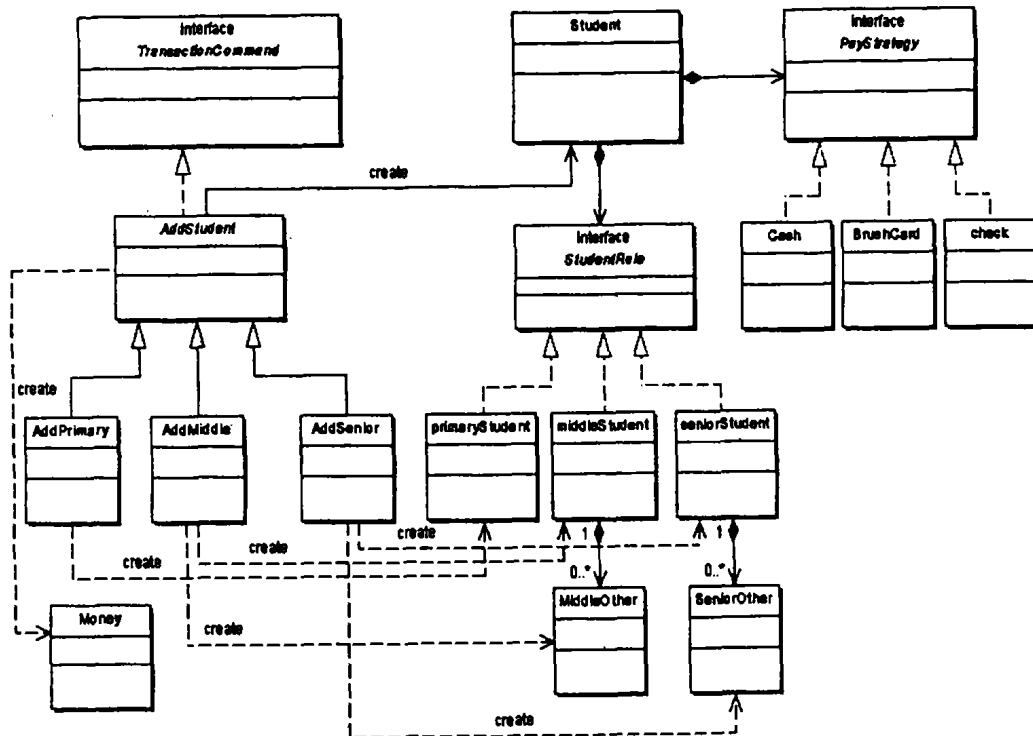 Interface
TransactionCommand
Student
Interface
PayStrategy
create
AddStudent
Interface
StudentRole
Cash
BrushCard
check
create
AddPrimary
AddMiddle
AddSenior
primaryStudent
middleStudent
seniorStudent
create
create
create
1
1
0..*
0..*
Money
MiddleOther
SeniorOther
create
create